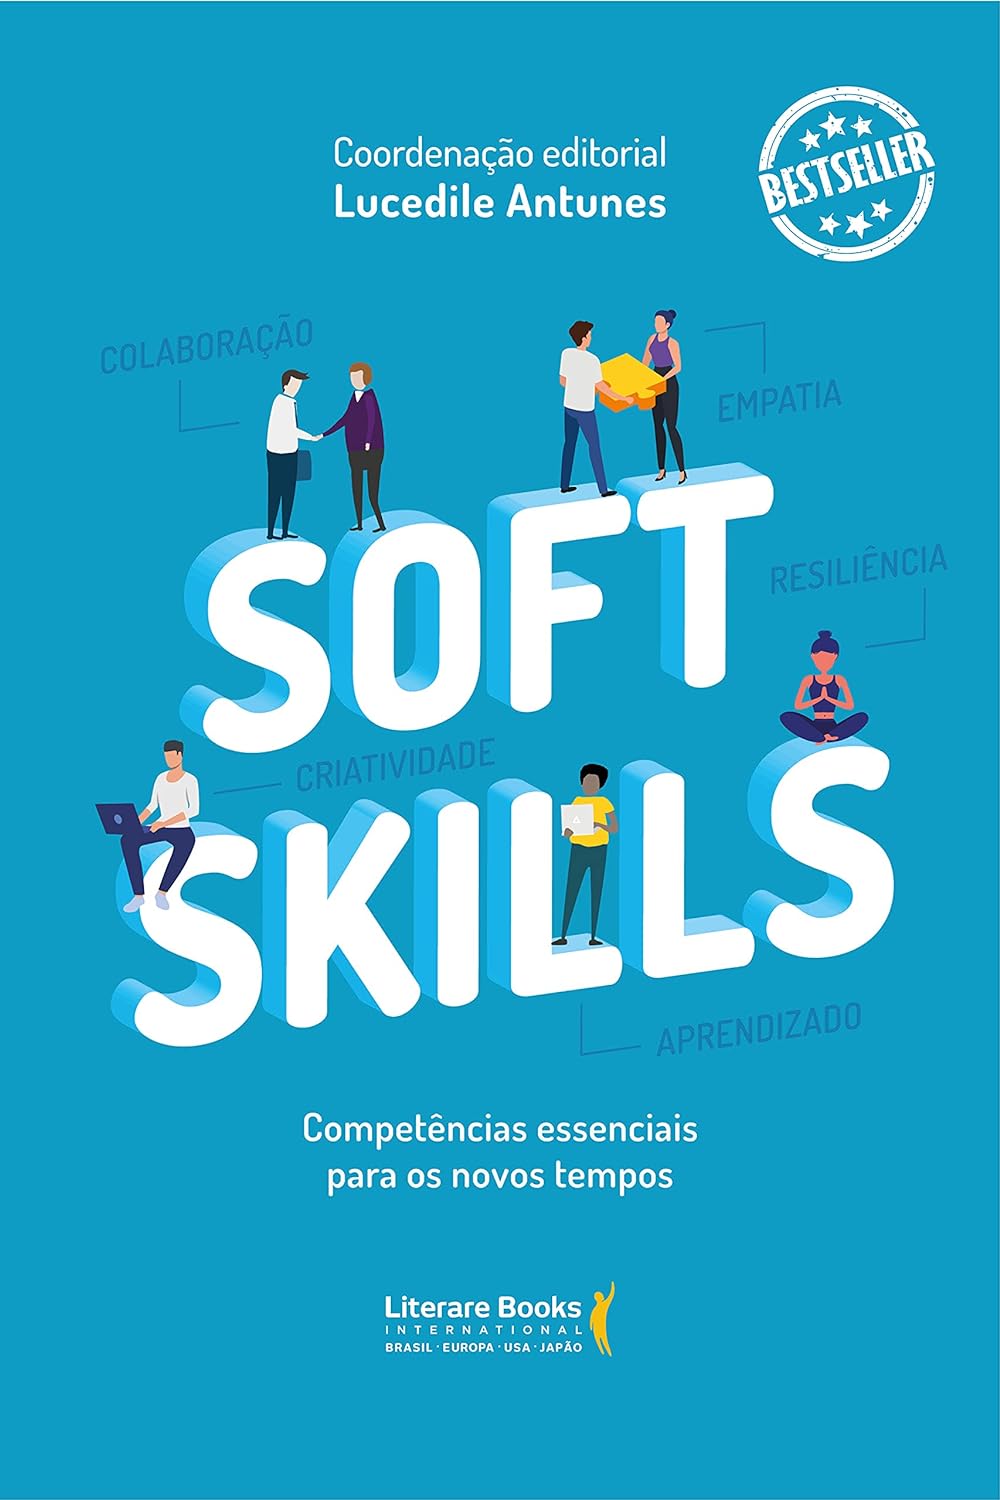 Coordenação editorial
Lucedile Antunes
BESTSELLER
COLABORAÇÃO
EMPATIA
SOFT
RESILIÊNCIA
CRIATIVIDADE
SKILLS
APRENDIZADO
Competências essenciais
para os novos tempos
Literare Books
INTERNATIONAL
BRASIL · EUROPA · USA · JAPÃO